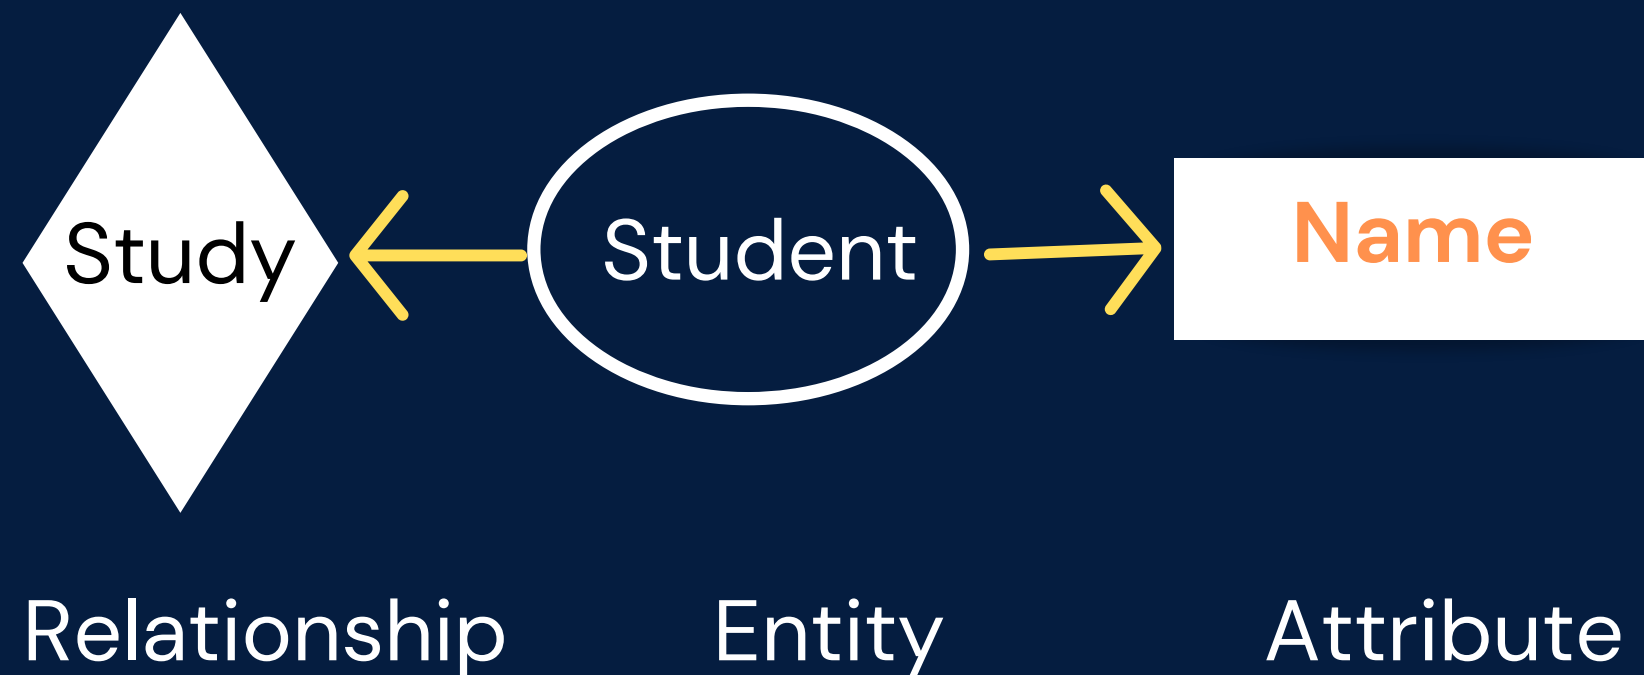 Study
Student
Name
Relationship
Entity
Attribute